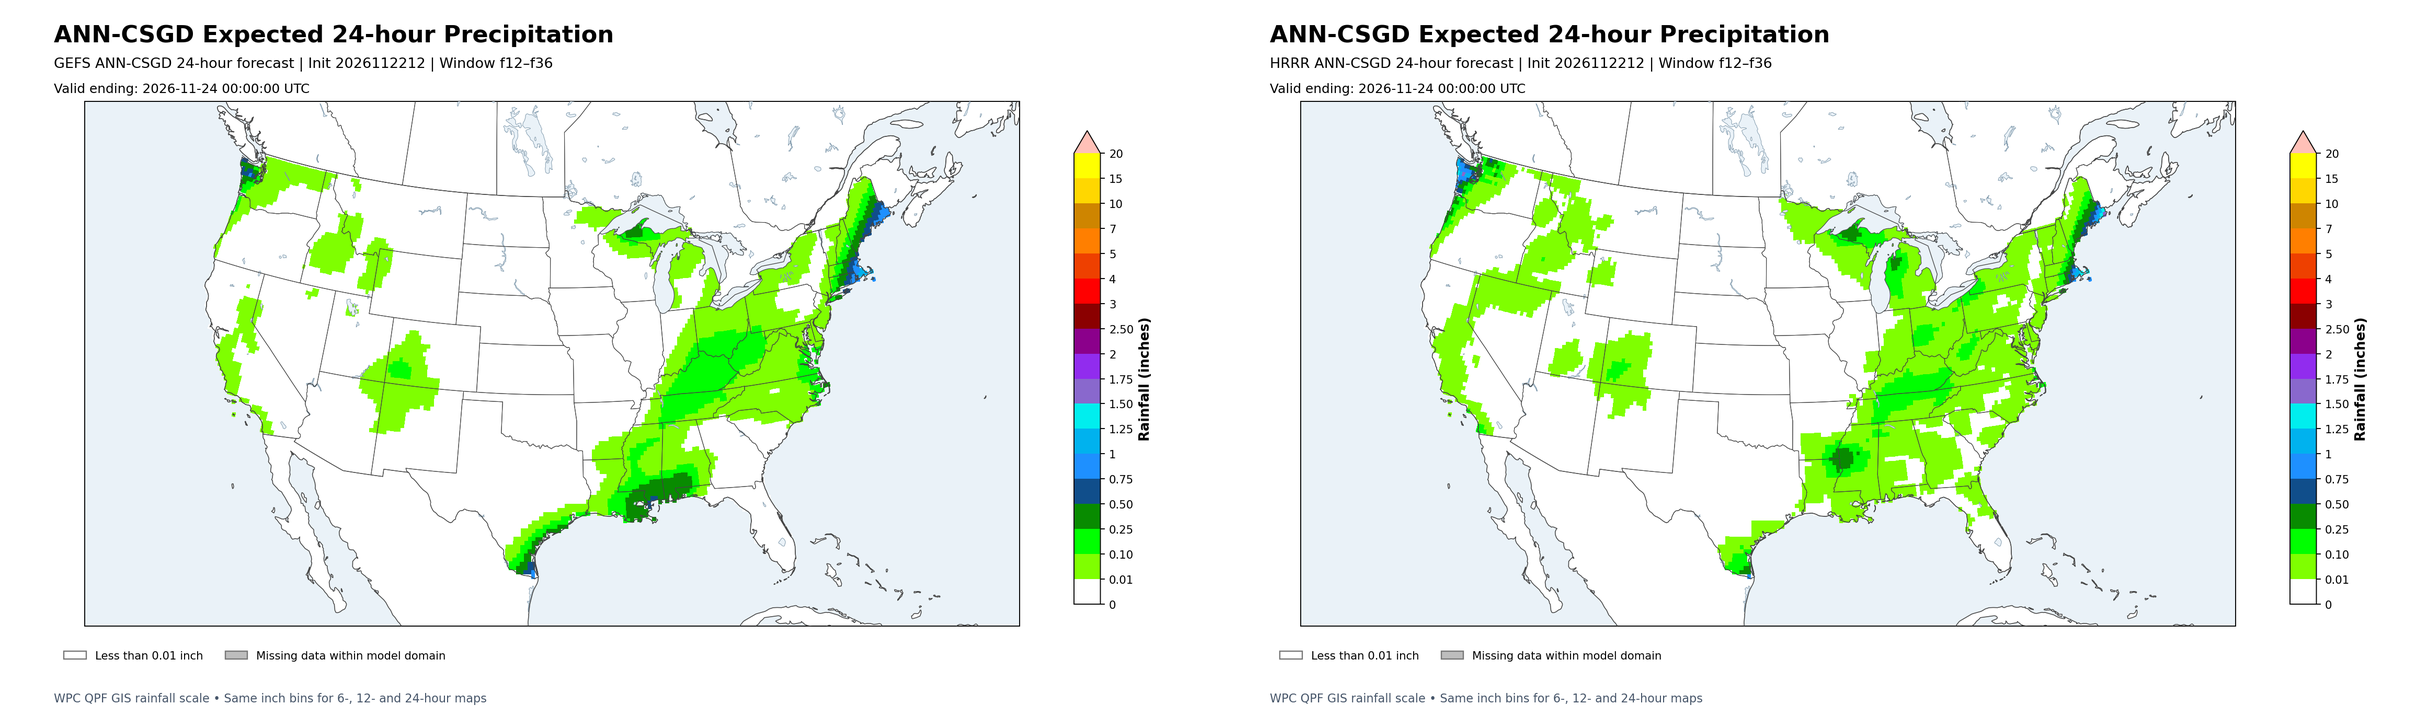 ANN-CSGD Expected 24-hour Precipitation
GEFS ANN-CSGD 24-hour forecast | Init 2026112212 | Window f12–f36
Valid ending: 2026-11-24 00:00:00 UTC
20
15
10
7
5
4
3
2.50
2
1.75
1.50
1.25
1
0.75
0.50
0.25
0.10
0.01
0
Rainfall (inches)
Less than 0.01 inch
Missing data within model domain
WPC QPF GIS rainfall scale • Same inch bins for 6-, 12- and 24-hour maps
ANN-CSGD Expected 24-hour Precipitation
HRRR ANN-CSGD 24-hour forecast | Init 2026112212 | Window f12–f36
Valid ending: 2026-11-24 00:00:00 UTC
20
15
10
7
5
4
3
2.50
2
1.75
1.50
1.25
1
0.75
0.50
0.25
0.10
0.01
0
Rainfall (inches)
Less than 0.01 inch
Missing data within model domain
WPC QPF GIS rainfall scale • Same inch bins for 6-, 12- and 24-hour maps